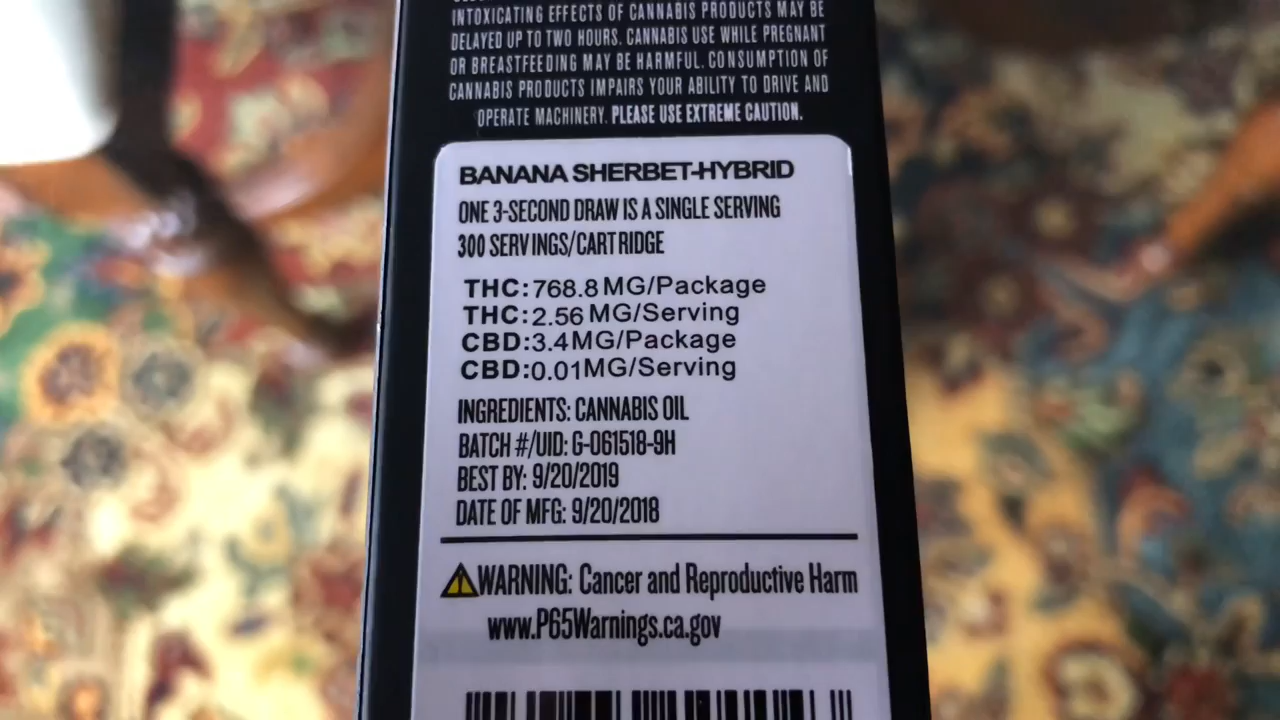 INTOXICATING EFFECTS OF CANNABIS PRODUCTS MAY BE
DELAYED UP TO TWO HOURS. CANNABIS USE WHILE PREGNANT
OR BREASTFEEDING MAY BE HARMFUL. CONSUMPTION OF
CANNABIS PRODUCTS IMPAIRS YOUR ABILITY TO DRIVE AND
OPERATE MACHINERY. PLEASE USE EXTREME CAUTION.
BANANA SHERBET-HYBRID
ONE 3-SECOND DRAW IS A SINGLE SERVING
300 SERVINGS/CARTRIDGE
THC:768.8MG/Package
THC:2.56 MG/Serving
CBD:3.4MG/Package
CBD:0.01MG/Serving
INGREDIENTS: CANNABIS OIL
BATCH #/UID: G-061518-9H
BEST BY: 9/20/2019
DATE OF MFG: 9/20/2018
WARNING: Cancer and Reproductive Harm
www.P65Warnings.ca.gov